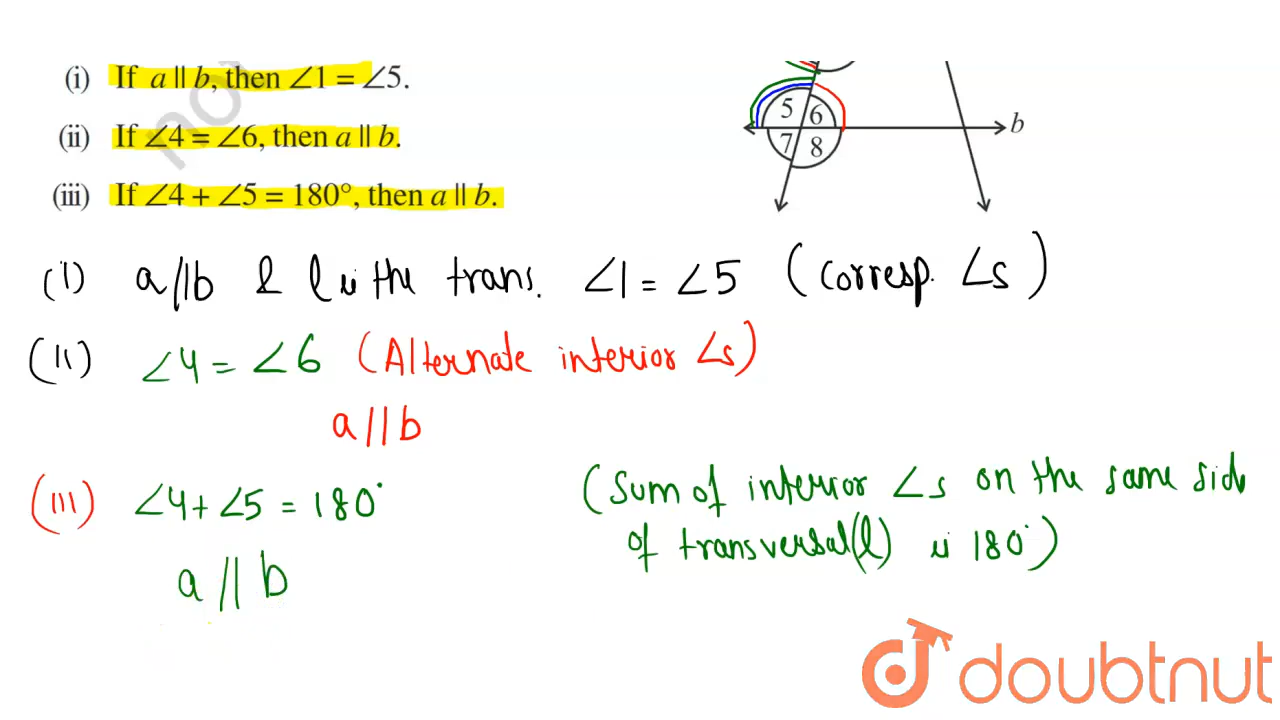 (i) If a || b, then ∠1 = ∠5.
(ii) If ∠4 = ∠6, then a || b.
(iii) If ∠4 + ∠5 = 180°, then a || b.
5 6
7 8
b
(I) a//b & l is the trans. ∠1 = ∠5 (Corresp. ∠s)
(II) ∠4 = ∠6 (Alternate interior ∠s)
a//b
(III) ∠4 + ∠5 = 180° (Sum of interior ∠s on the same side
of transversal(l) is 180°)
a // b
doubtnut